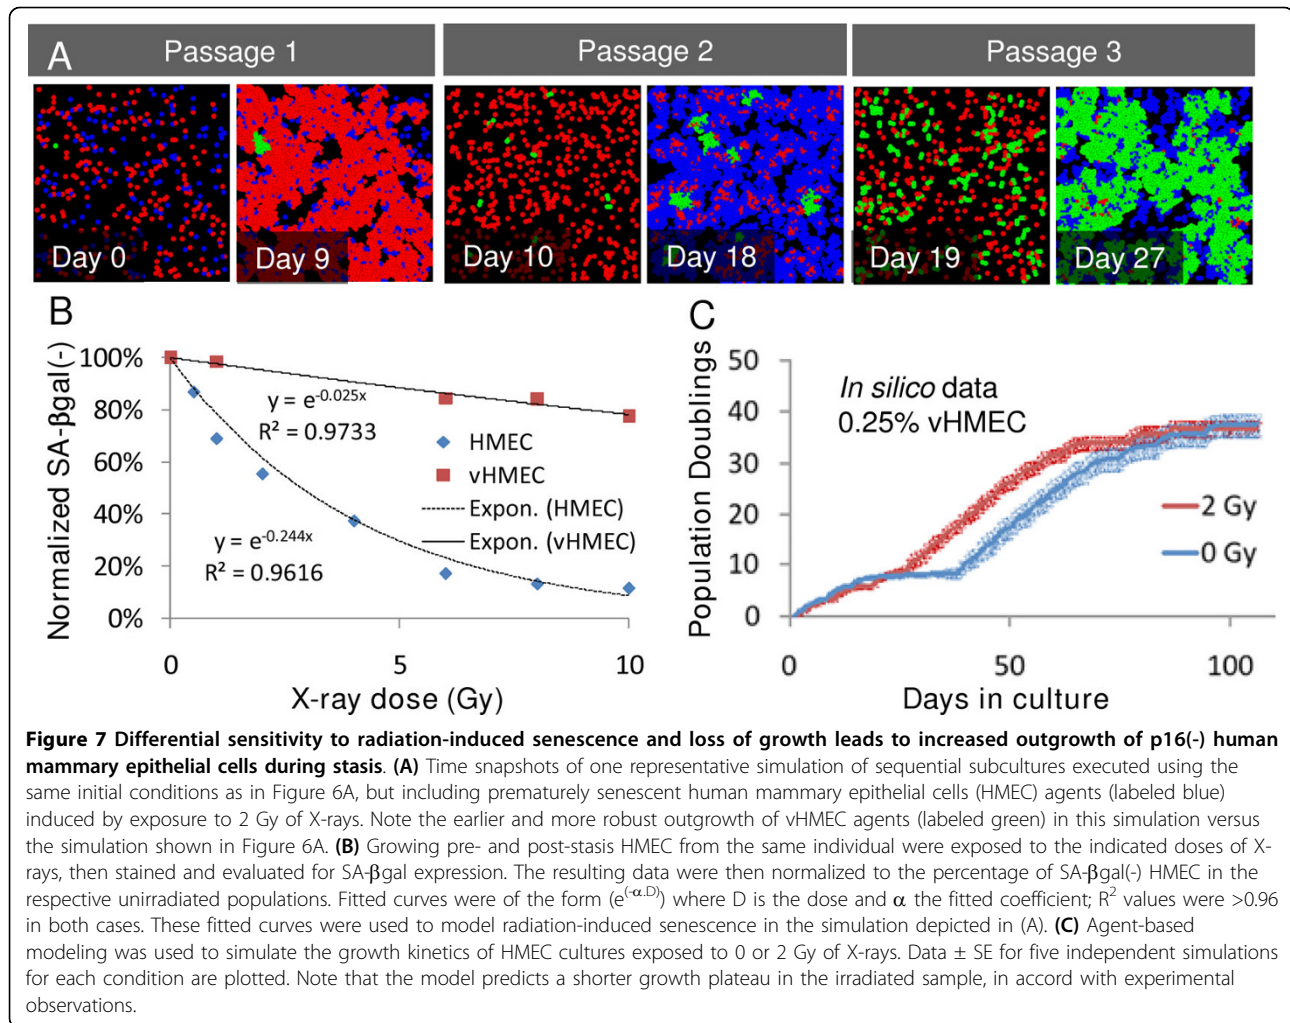 A
Passage 1
Passage 2
Passage 3
Day 0
Day 9
Day 10
Day 18
Day 19
Day 27
B
Normalized SA-βgal(-)
100%
80%
60%
40%
20%
0%
y = e^-0.025x
R² = 0.9733
y = e^-0.244x
R² = 0.9616
HMEC
vHMEC
Expon. (HMEC)
Expon. (vHMEC)
0
5
10
X-ray dose (Gy)
C
Population Doublings
50
40
30
20
10
0
In silico data
0.25% vHMEC
2 Gy
0 Gy
0
50
100
Days in culture
Figure 7 Differential sensitivity to radiation-induced senescence and loss of growth leads to increased outgrowth of p16(-) human
mammary epithelial cells during stasis. (A) Time snapshots of one representative simulation of sequential subcultures executed using the
same initial conditions as in Figure 6A, but including prematurely senescent human mammary epithelial cells (HMEC) agents (labeled blue)
induced by exposure to 2 Gy of X-rays. Note the earlier and more robust outgrowth of vHMEC agents (labeled green) in this simulation versus
the simulation shown in Figure 6A. (B) Growing pre- and post-stasis HMEC from the same individual were exposed to the indicated doses of X-
rays, then stained and evaluated for SA-βgal expression. The resulting data were then normalized to the percentage of SA-βgal(-) HMEC in the
respective unirradiated populations. Fitted curves were of the form (e^(-α.D)) where D is the dose and α the fitted coefficient; R² values were >0.96
in both cases. These fitted curves were used to model radiation-induced senescence in the simulation depicted in (A). (C) Agent-based
modeling was used to simulate the growth kinetics of HMEC cultures exposed to 0 or 2 Gy of X-rays. Data ± SE for five independent simulations
for each condition are plotted. Note that the model predicts a shorter growth plateau in the irradiated sample, in accord with experimental
observations.